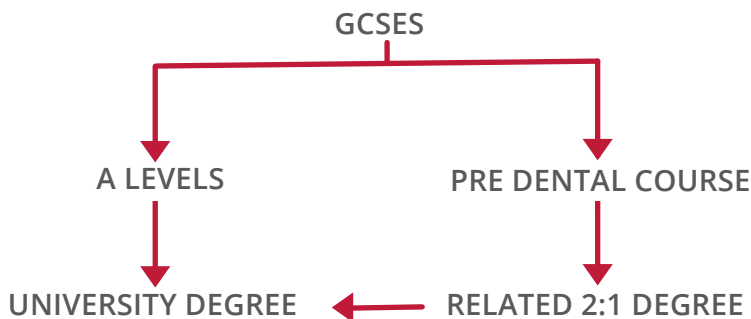 GCSES
A LEVELS
PRE DENTAL COURSE
UNIVERSITY DEGREE
RELATED 2:1 DEGREE